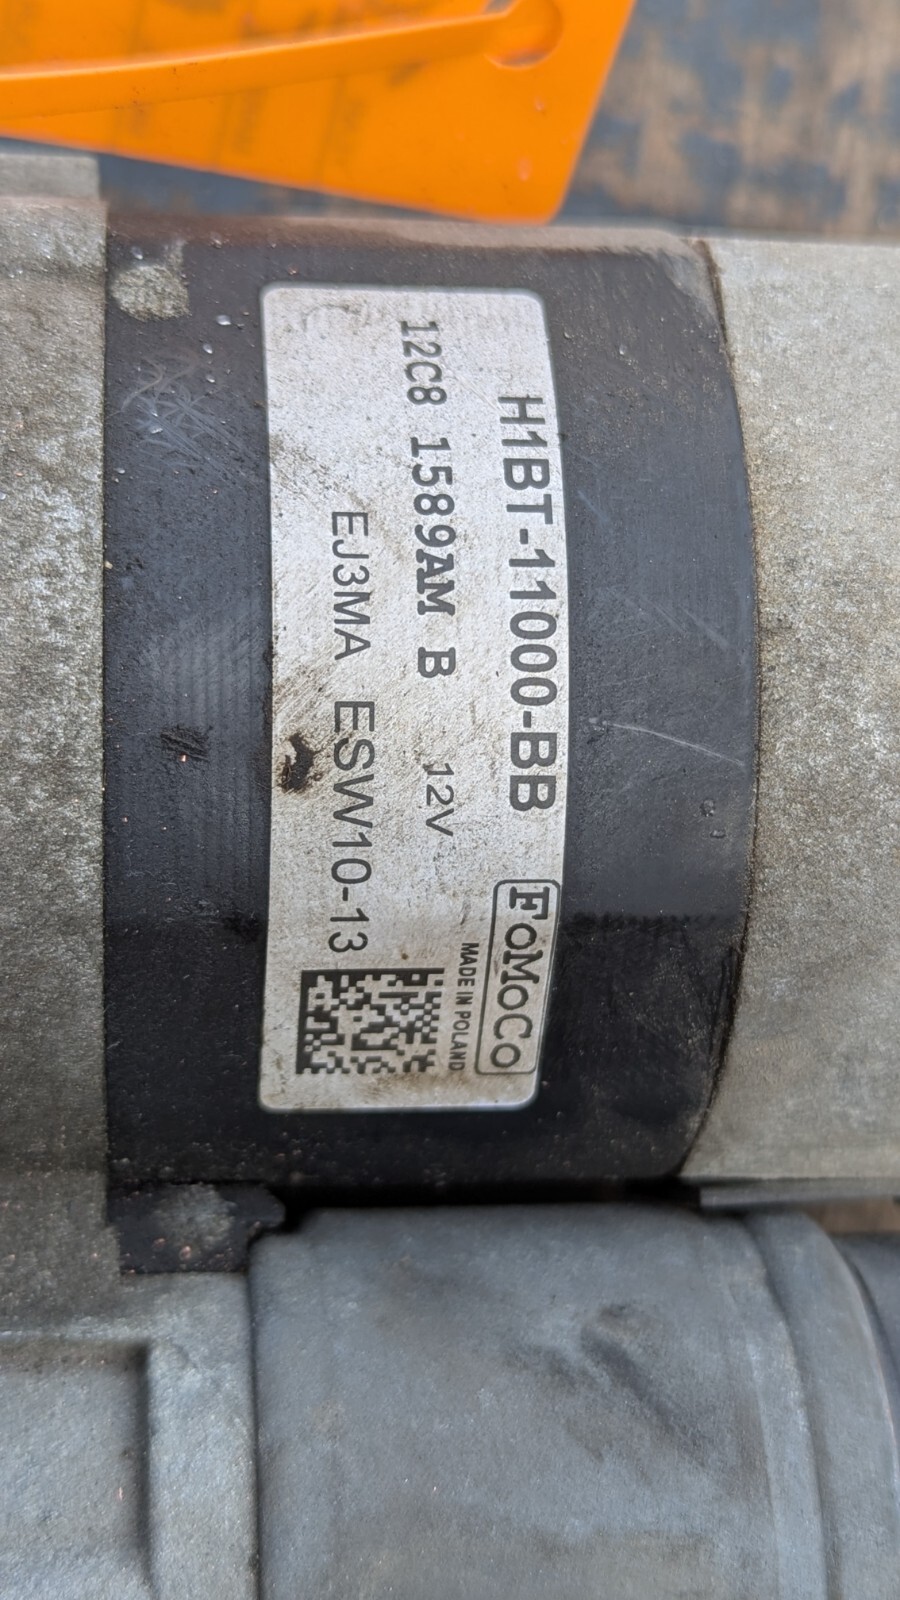 H1BT-11000-BB
FoMoCo
12C8 1589AM B 12V
MADE IN POLAND
EJ3MA ESW10-13